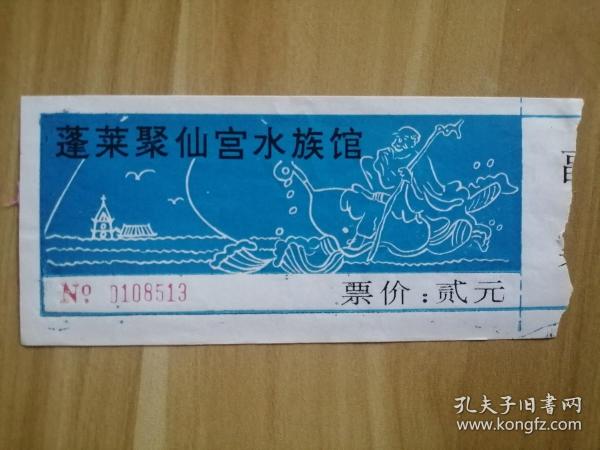 蓬莱聚仙宫水族馆
No 0108513
票价:贰元
孔夫子旧书网
www.kongfz.com